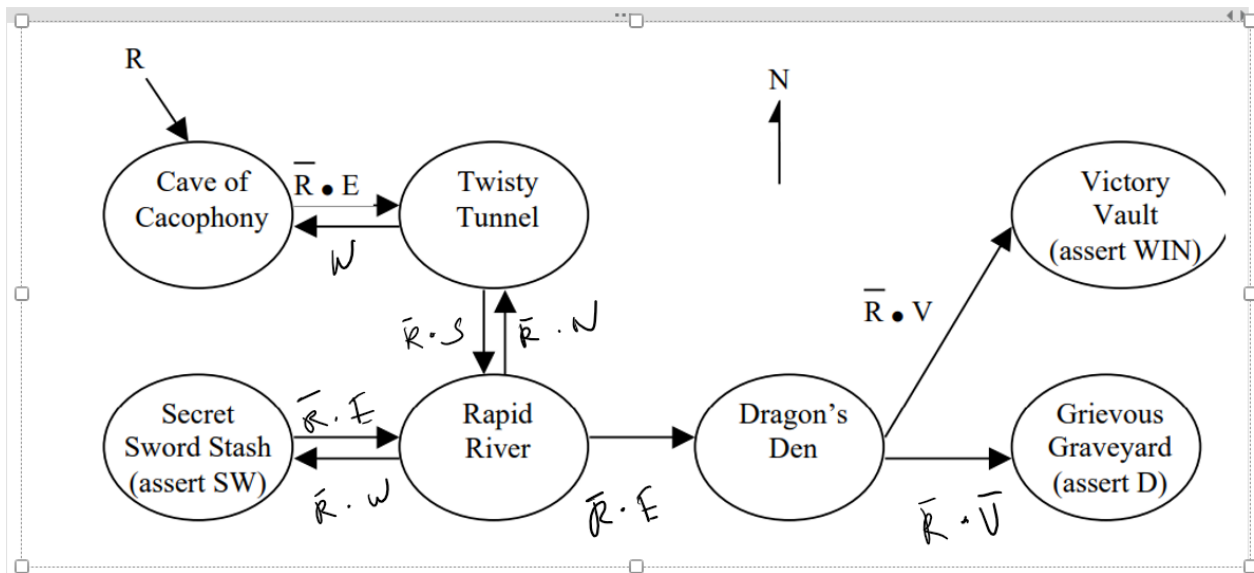 R
N
Cave of
Cacophony
R̅ • E
W
Twisty
Tunnel
Victory
Vault
(assert WIN)
R̅ • V
R̅ · S
R̅ · N
Secret
Sword Stash
(assert SW)
R̅ · E
R̅ · W
Rapid
River
R̅ · E
Dragon's
Den
Grievous
Graveyard
(assert D)
R̅ · V̅